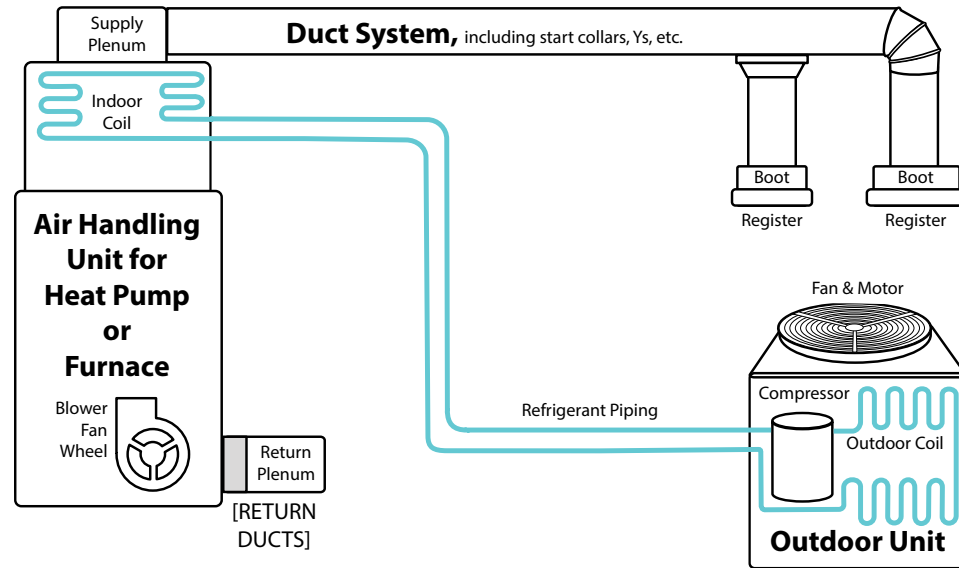 Supply
Plenum
Duct System, including start collars, Ys, etc.
Indoor
Coil
Boot
Boot
Register
Register
Air Handling
Unit for
Heat Pump
or
Furnace
Blower
Fan
Wheel
Return
Plenum
[RETURN
DUCTS]
Refrigerant Piping
Fan & Motor
Compressor
Outdoor Coil
Outdoor Unit